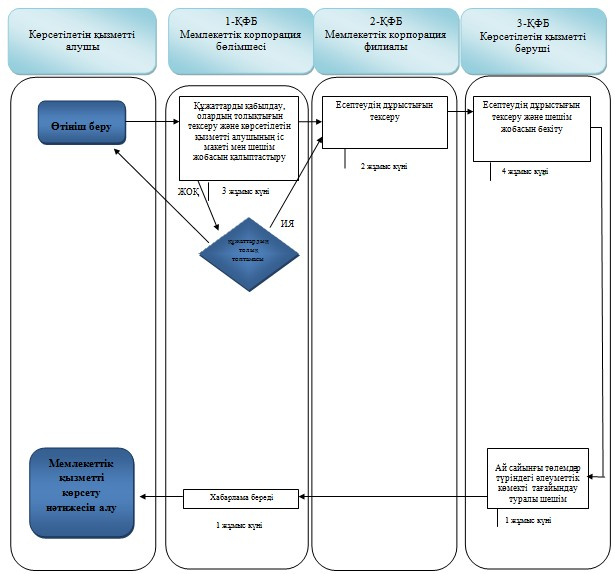 Көрсетілетін қызметті
алушы
1-ҚФБ
Мемлекеттік корпорация
бөлімшесі
2-ҚФБ
Мемлекеттік корпорация
филиалы
3-ҚФБ
Көрсетілетін қызметті
беруші
Өтініш беру
Құжаттарды қабылдау,
олардың толықтығын
тексеру және көрсетілетін
қызметті алушының іс
макеті мен шешім
жобасын қалыптастыру
Есептеудің дұрыстығын
тексеру
Есептеудің дұрыстығын
тексеру және шешім
жобасын бекіту
ЖОҚ
3 жұмыс күні
2 жұмыс күні
4 жұмыс күні
ИЯ
құжаттардың
толық
топтамасы
Мемлекеттік
қызметті
көрсету
нәтижесін алу
Хабарлама береді
1 жұмыс күні
Ай сайынғы төлемдер
түріндегі әлеуметтік
көмекті тағайындау
туралы шешім
1 жұмыс күні